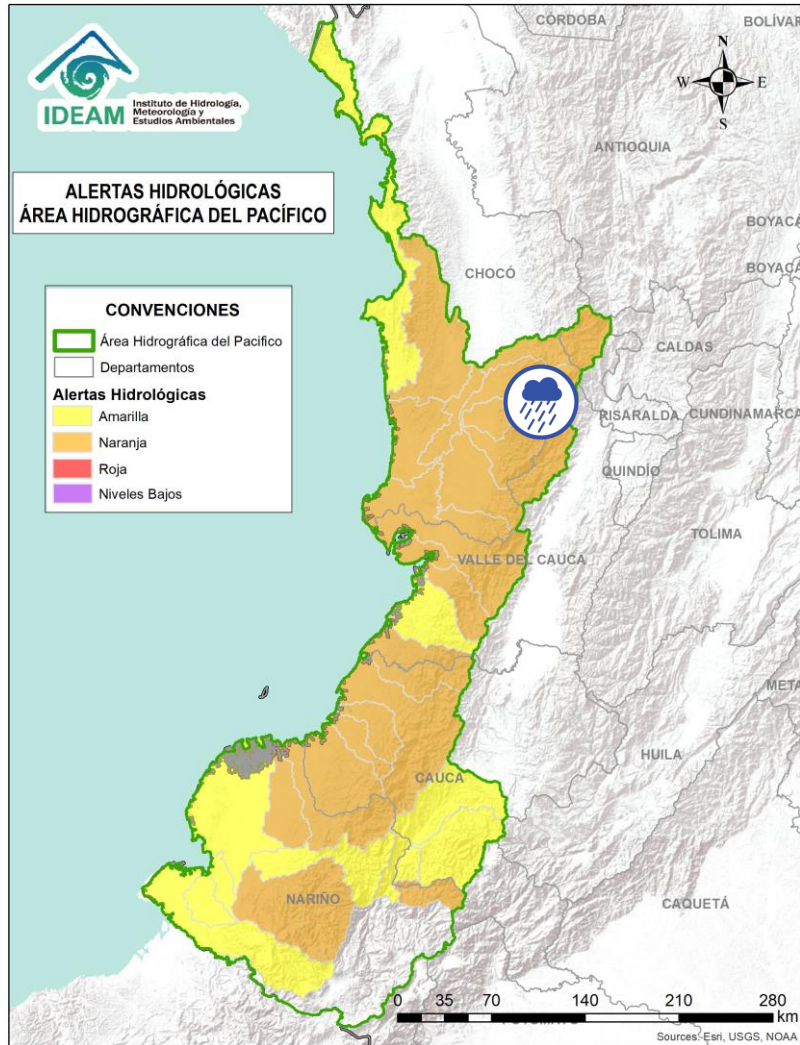 IDEAM
Instituto de Hidrología,
Meteorología y
Estudios Ambientales
ALERTAS HIDROLÓGICAS
ÁREA HIDROGRÁFICA DEL PACÍFICO
CONVENCIONES
Área Hidrográfica del Pacifico
Departamentos
Alertas Hidrológicas
Amarilla
Naranja
Roja
Niveles Bajos
N
W
E
S
CÓRDOBA
BOLÍVAR
ANTIOQUIA
BOYACÁ
CHOCÓ
BOYACÁ
CALDAS
RISARALDA
CUNDINAMARCA
QUINDÍO
TOLIMA
VALLE DEL CAUCA
META
HUILA
CAUCA
NARIÑO
CAQUETÁ
0 35 70 140 210 280
km
Sources: Esri, USGS, NOAA